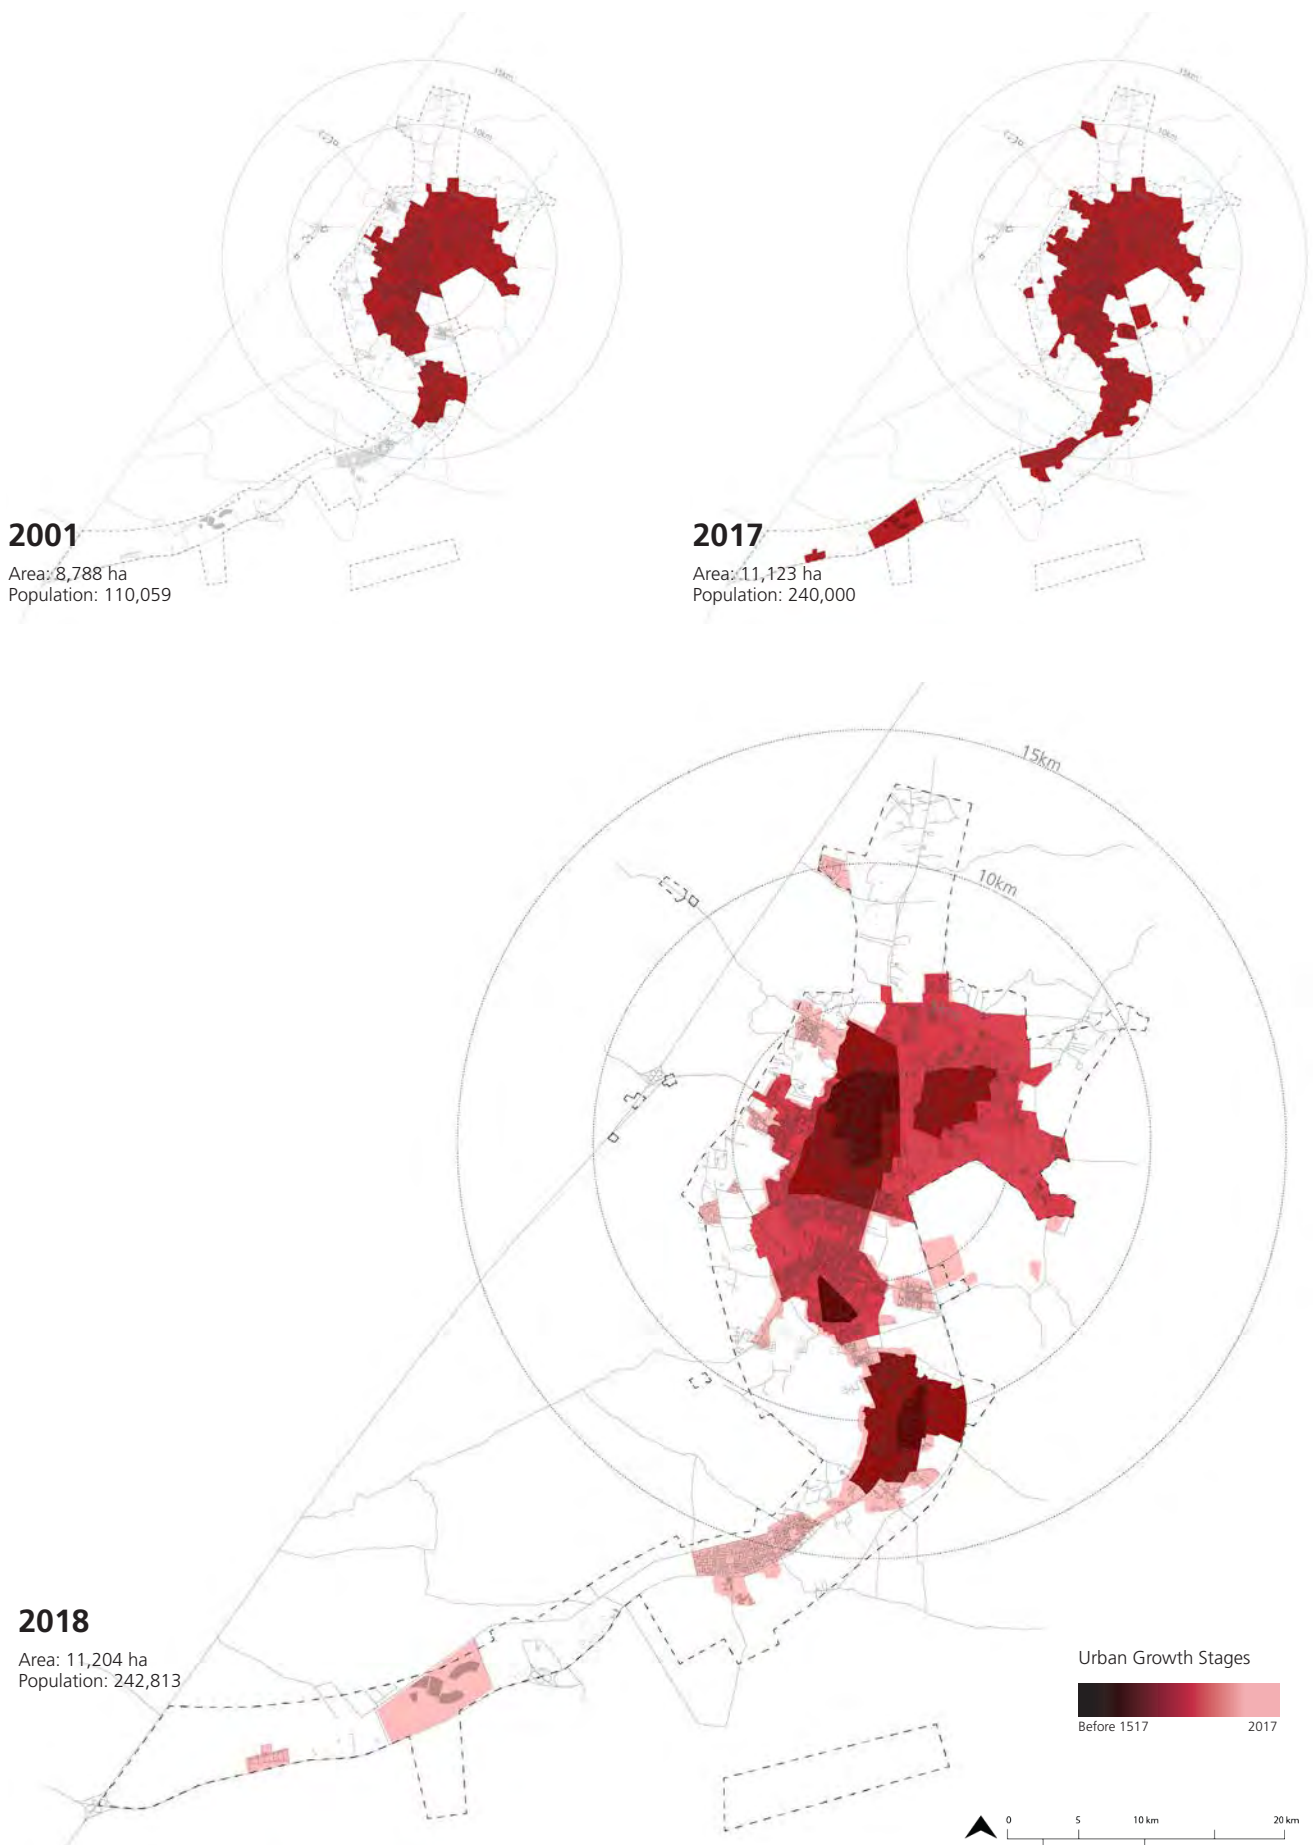 15km
10km
2001
Area: 8,788 ha
Population: 110,059
15km
10km
2017
Area: 11,123 ha
Population: 240,000
15km
10km
2018
Area: 11,204 ha
Population: 242,813
Urban Growth Stages
Before 1517
2017
0 5 10 km 20 km